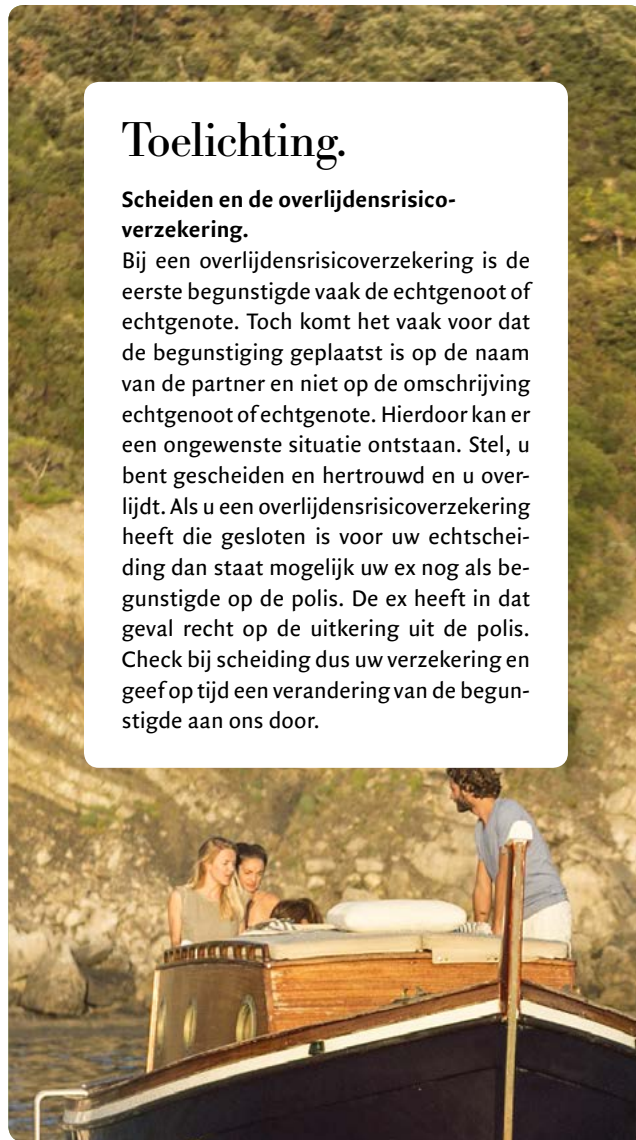 Toelichting.
Scheiden en de overlijdensrisico-
verzekering.
Bij een overlijdensrisicoverzekering is de
eerste begunstigde vaak de echtgenoot of
echtgenote. Toch komt het vaak voor dat
de begunstiging geplaatst is op de naam
van de partner en niet op de omschrijving
echtgenoot of echtgenote. Hierdoor kan er
een ongewenste situatie ontstaan. Stel, u
bent gescheiden en hertrouwd en u over-
lijdt. Als u een overlijdensrisicoverzekering
heeft die gesloten is voor uw echtschei-
ding dan staat mogelijk uw ex nog als be-
gunstigde op de polis. De ex heeft in dat
geval recht op de uitkering uit de polis.
Check bij scheiding dus uw verzekering en
geef op tijd een verandering van de begun-
stigde aan ons door.